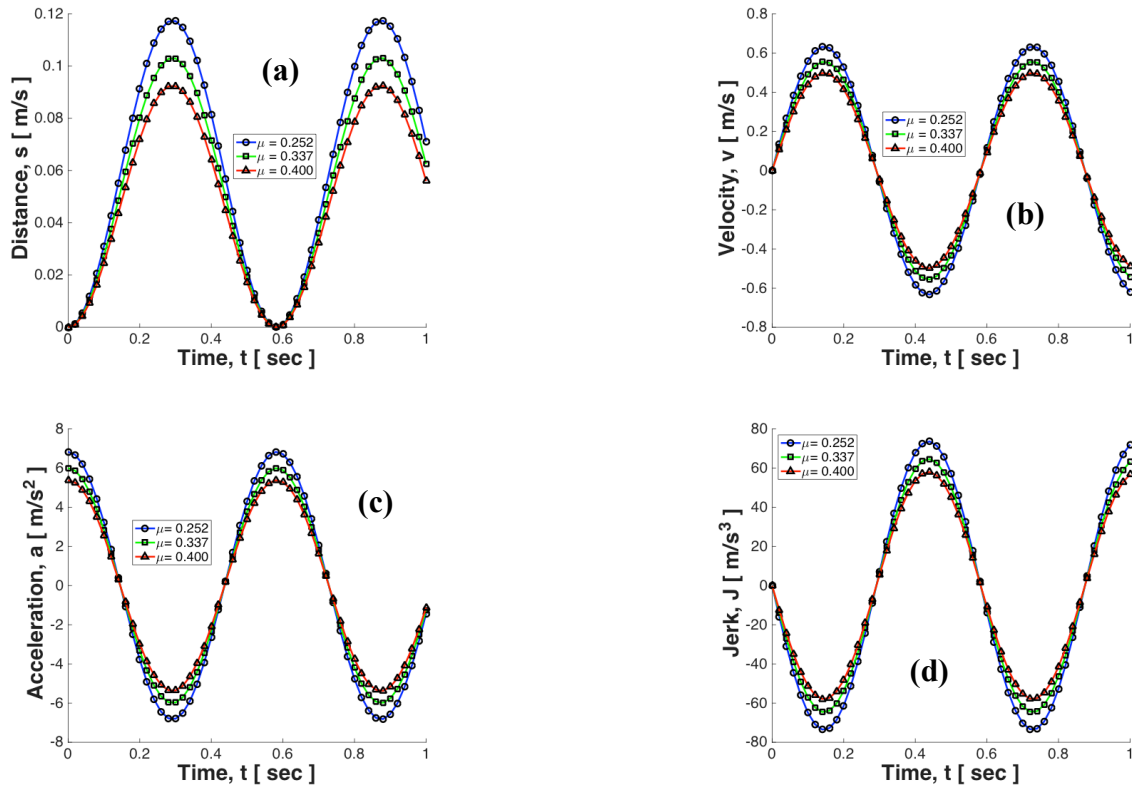 0.12
0.1
0.08
0.06
0.04
0.02
0
Distance, s [ m/s ]
(a)
μ = 0.252
μ = 0.337
μ = 0.400
0 0.2 0.4 0.6 0.8 1
Time, t [ sec ]
0.8
0.6
0.4
0.2
0
-0.2
-0.4
-0.6
-0.8
Velocity, v [ m/s ]
μ = 0.252
μ = 0.337
μ = 0.400
(b)
0 0.2 0.4 0.6 0.8 1
Time, t [ sec ]
8
6
4
2
0
-2
-4
-6
-8
Acceleration, a [ m/s²]
(c)
μ= 0.252
μ= 0.337
μ= 0.400
0 0.2 0.4 0.6 0.8 1
Time, t [ sec ]
80
60
40
20
0
-20
-40
-60
-80
Jerk, J [ m/s³]
μ= 0.252
μ= 0.337
μ= 0.400
(d)
0 0.2 0.4 0.6 0.8 1
Time, t [ sec ]